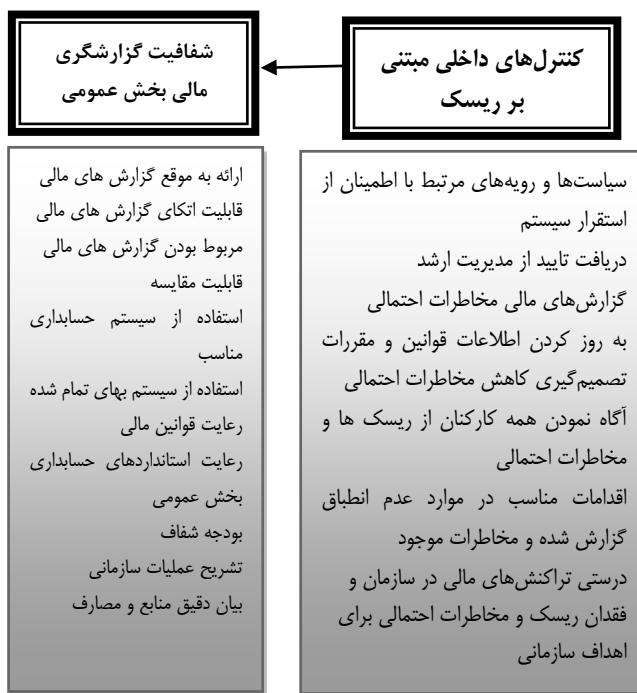 کنترل‌های داخلی مبتنی
بر ریسک
سیاست‌ها و رویه‌های مرتبط با اطمینان از
استقرار سیستم
دریافت تایید از مدیریت ارشد
گزارش‌های مالی مخاطرات احتمالی
به روز کردن اطلاعات قوانین و مقررات
تصمیم‌گیری کاهش مخاطرات احتمالی
آگاه نمودن همه کارکنان از ریسک ها و
مخاطرات احتمالی
اقدامات مناسب در موارد عدم انطباق
گزارش شده و مخاطرات موجود
درستی تراکنش‌های مالی در سازمان و
فقدان ریسک و مخاطرات احتمالی برای
اهداف سازمانی
شفافیت گزارشگری
مالی بخش عمومی
ارائه به موقع گزارش های مالی
قابلیت اتکای گزارش های مالی
مربوط بودن گزارش های مالی
قابلیت مقایسه
استفاده از سیستم حسابداری
مناسب
استفاده از سیستم بهای تمام شده
رعایت قوانین مالی
رعایت استانداردهای حسابداری
بخش عمومی
بودجه شفاف
تشریح عملیات سازمانی
بیان دقیق منابع و مصارف